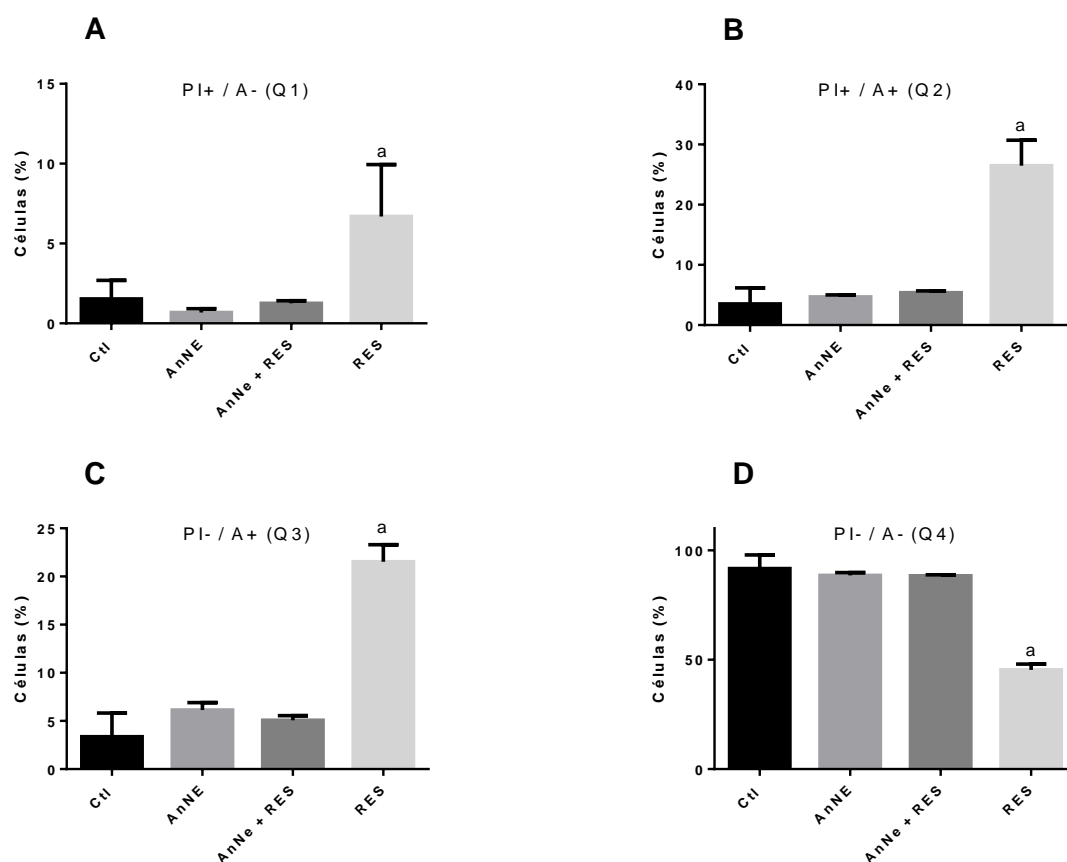 A
PI+ / A- (Q1)
Células (%)
15
10
5
0
a
Ctl
AnNE
AnNe + RES
RES
B
PI+ / A+ (Q2)
Células (%)
40
30
20
10
0
a
Ctl
AnNE
AnNe + RES
RES
C
PI- / A+ (Q3)
Células (%)
25
20
15
10
5
0
a
Ctl
AnNE
AnNe + RES
RES
D
PI- / A- (Q4)
Células (%)
100
50
0
a
Ctl
AnNE
AnNe + RES
RES